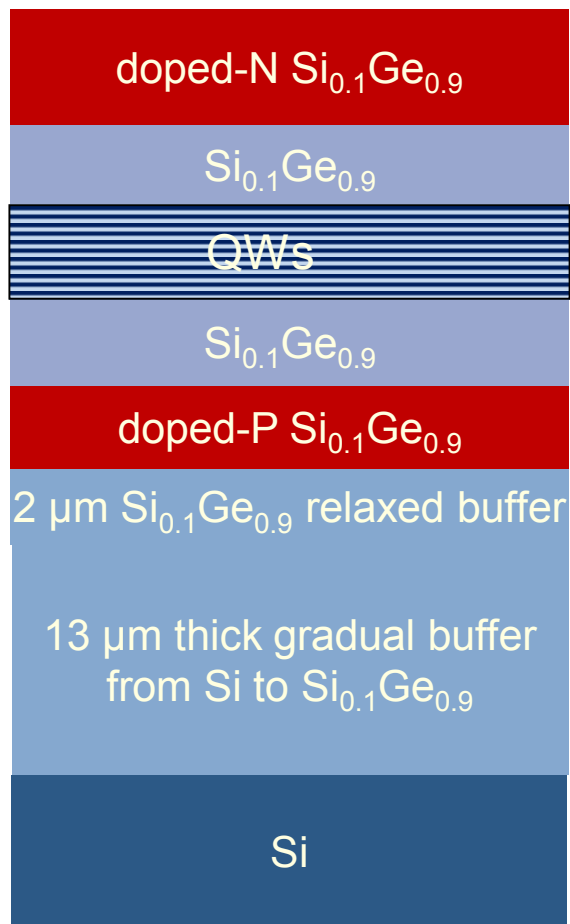 doped-N Si₀.₁Ge₀.₉
Si₀.₁Ge₀.₉
QWs
Si₀.₁Ge₀.₉
doped-P Si₀.₁Ge₀.₉
2 µm Si₀.₁Ge₀.₉ relaxed buffer
13 µm thick gradual buffer
from Si to Si₀.₁Ge₀.₉
Si